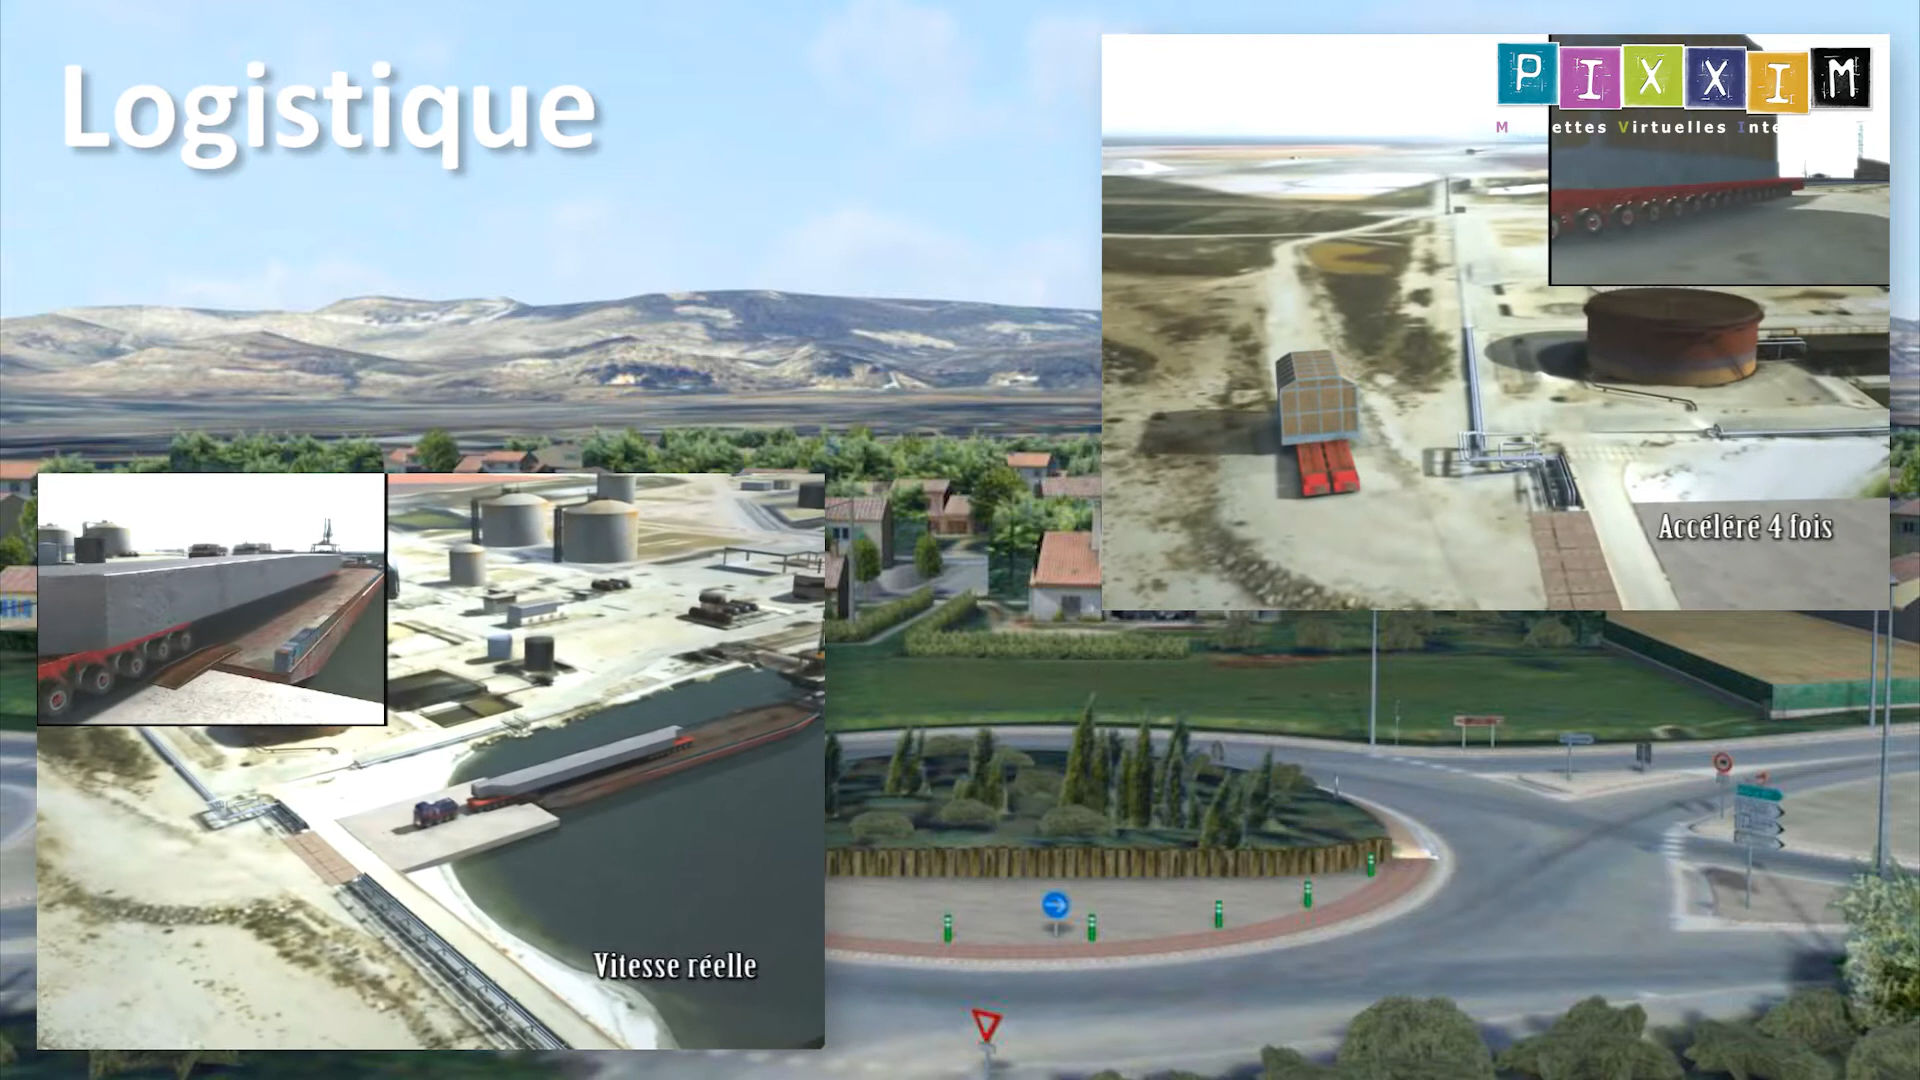 Logistique
PIXXIM
ettes Virtuelles
Accéléré 4 fois
Vitesse réelle